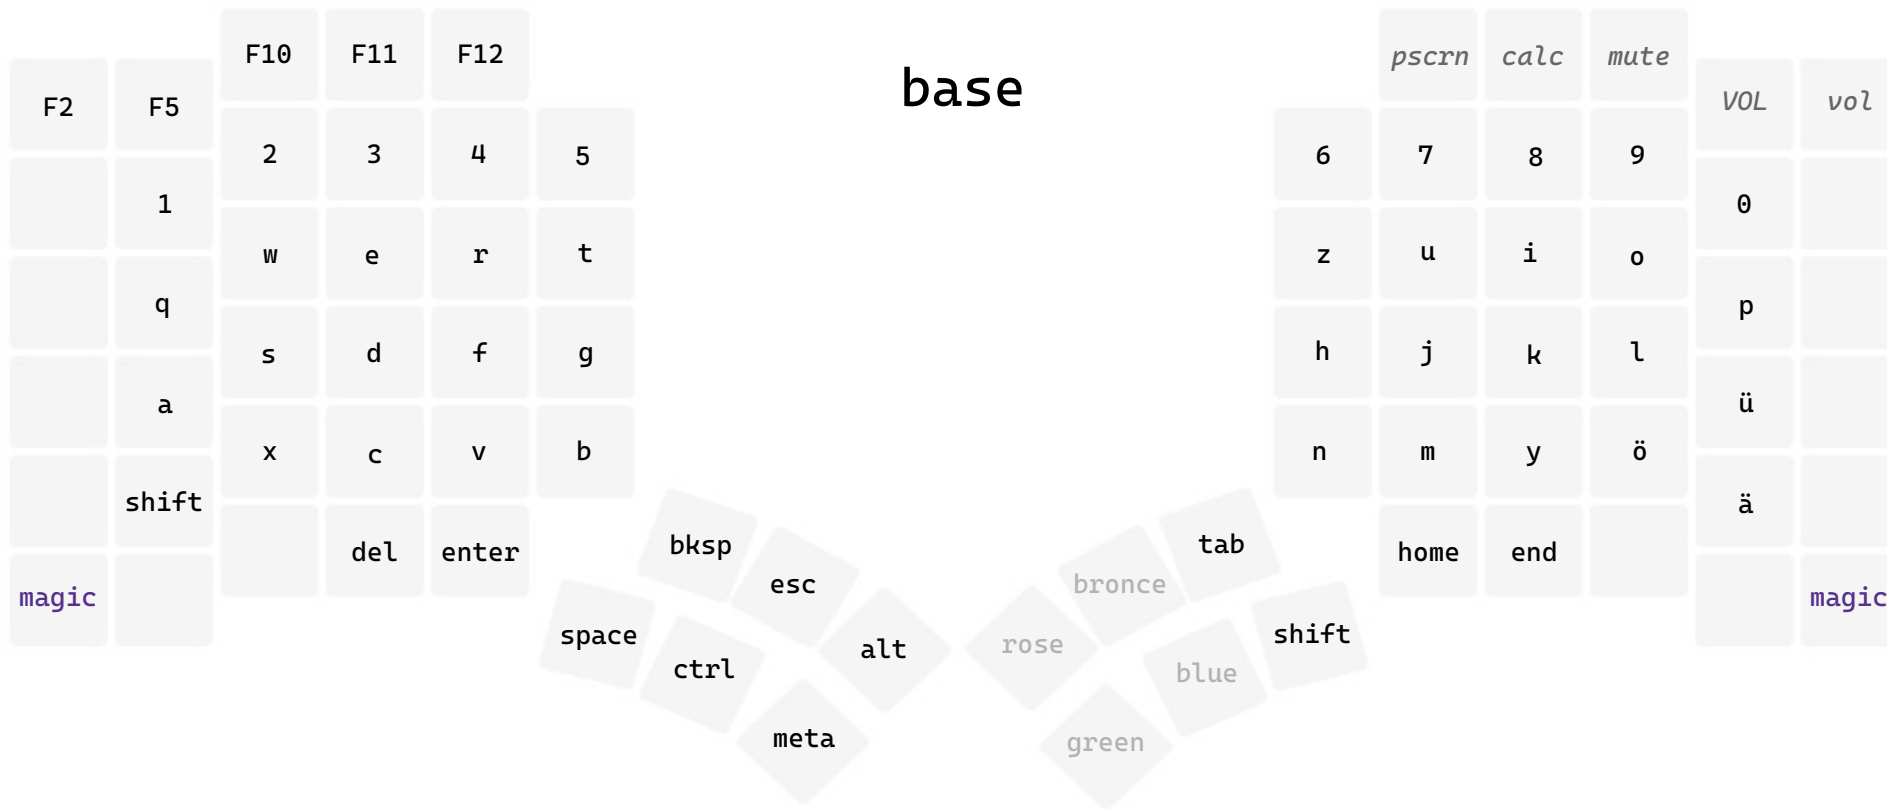 base
F10 F11 F12
F2 F5
2 3 4 5
1
w e r t
q
s d f g
a
x c v b
shift
del enter
magic
bksp
esc
space
ctrl
alt
meta
pscrn calc mute
VOL vol
6 7 8 9
0
z u i o
p
h j k l
ü
n m y ö
ä
home end
magic
tab
bronce
shift
rose
blue
green